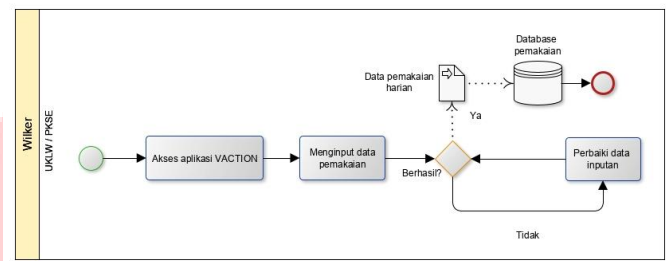 Wilker
UKLW / PKSE
Akses aplikasi VACTION
Menginput data
pemakaian
Berhasil?
Ya
Data pemakaian
harian
Database
pemakaian
Perbaiki data
inputan
Tidak